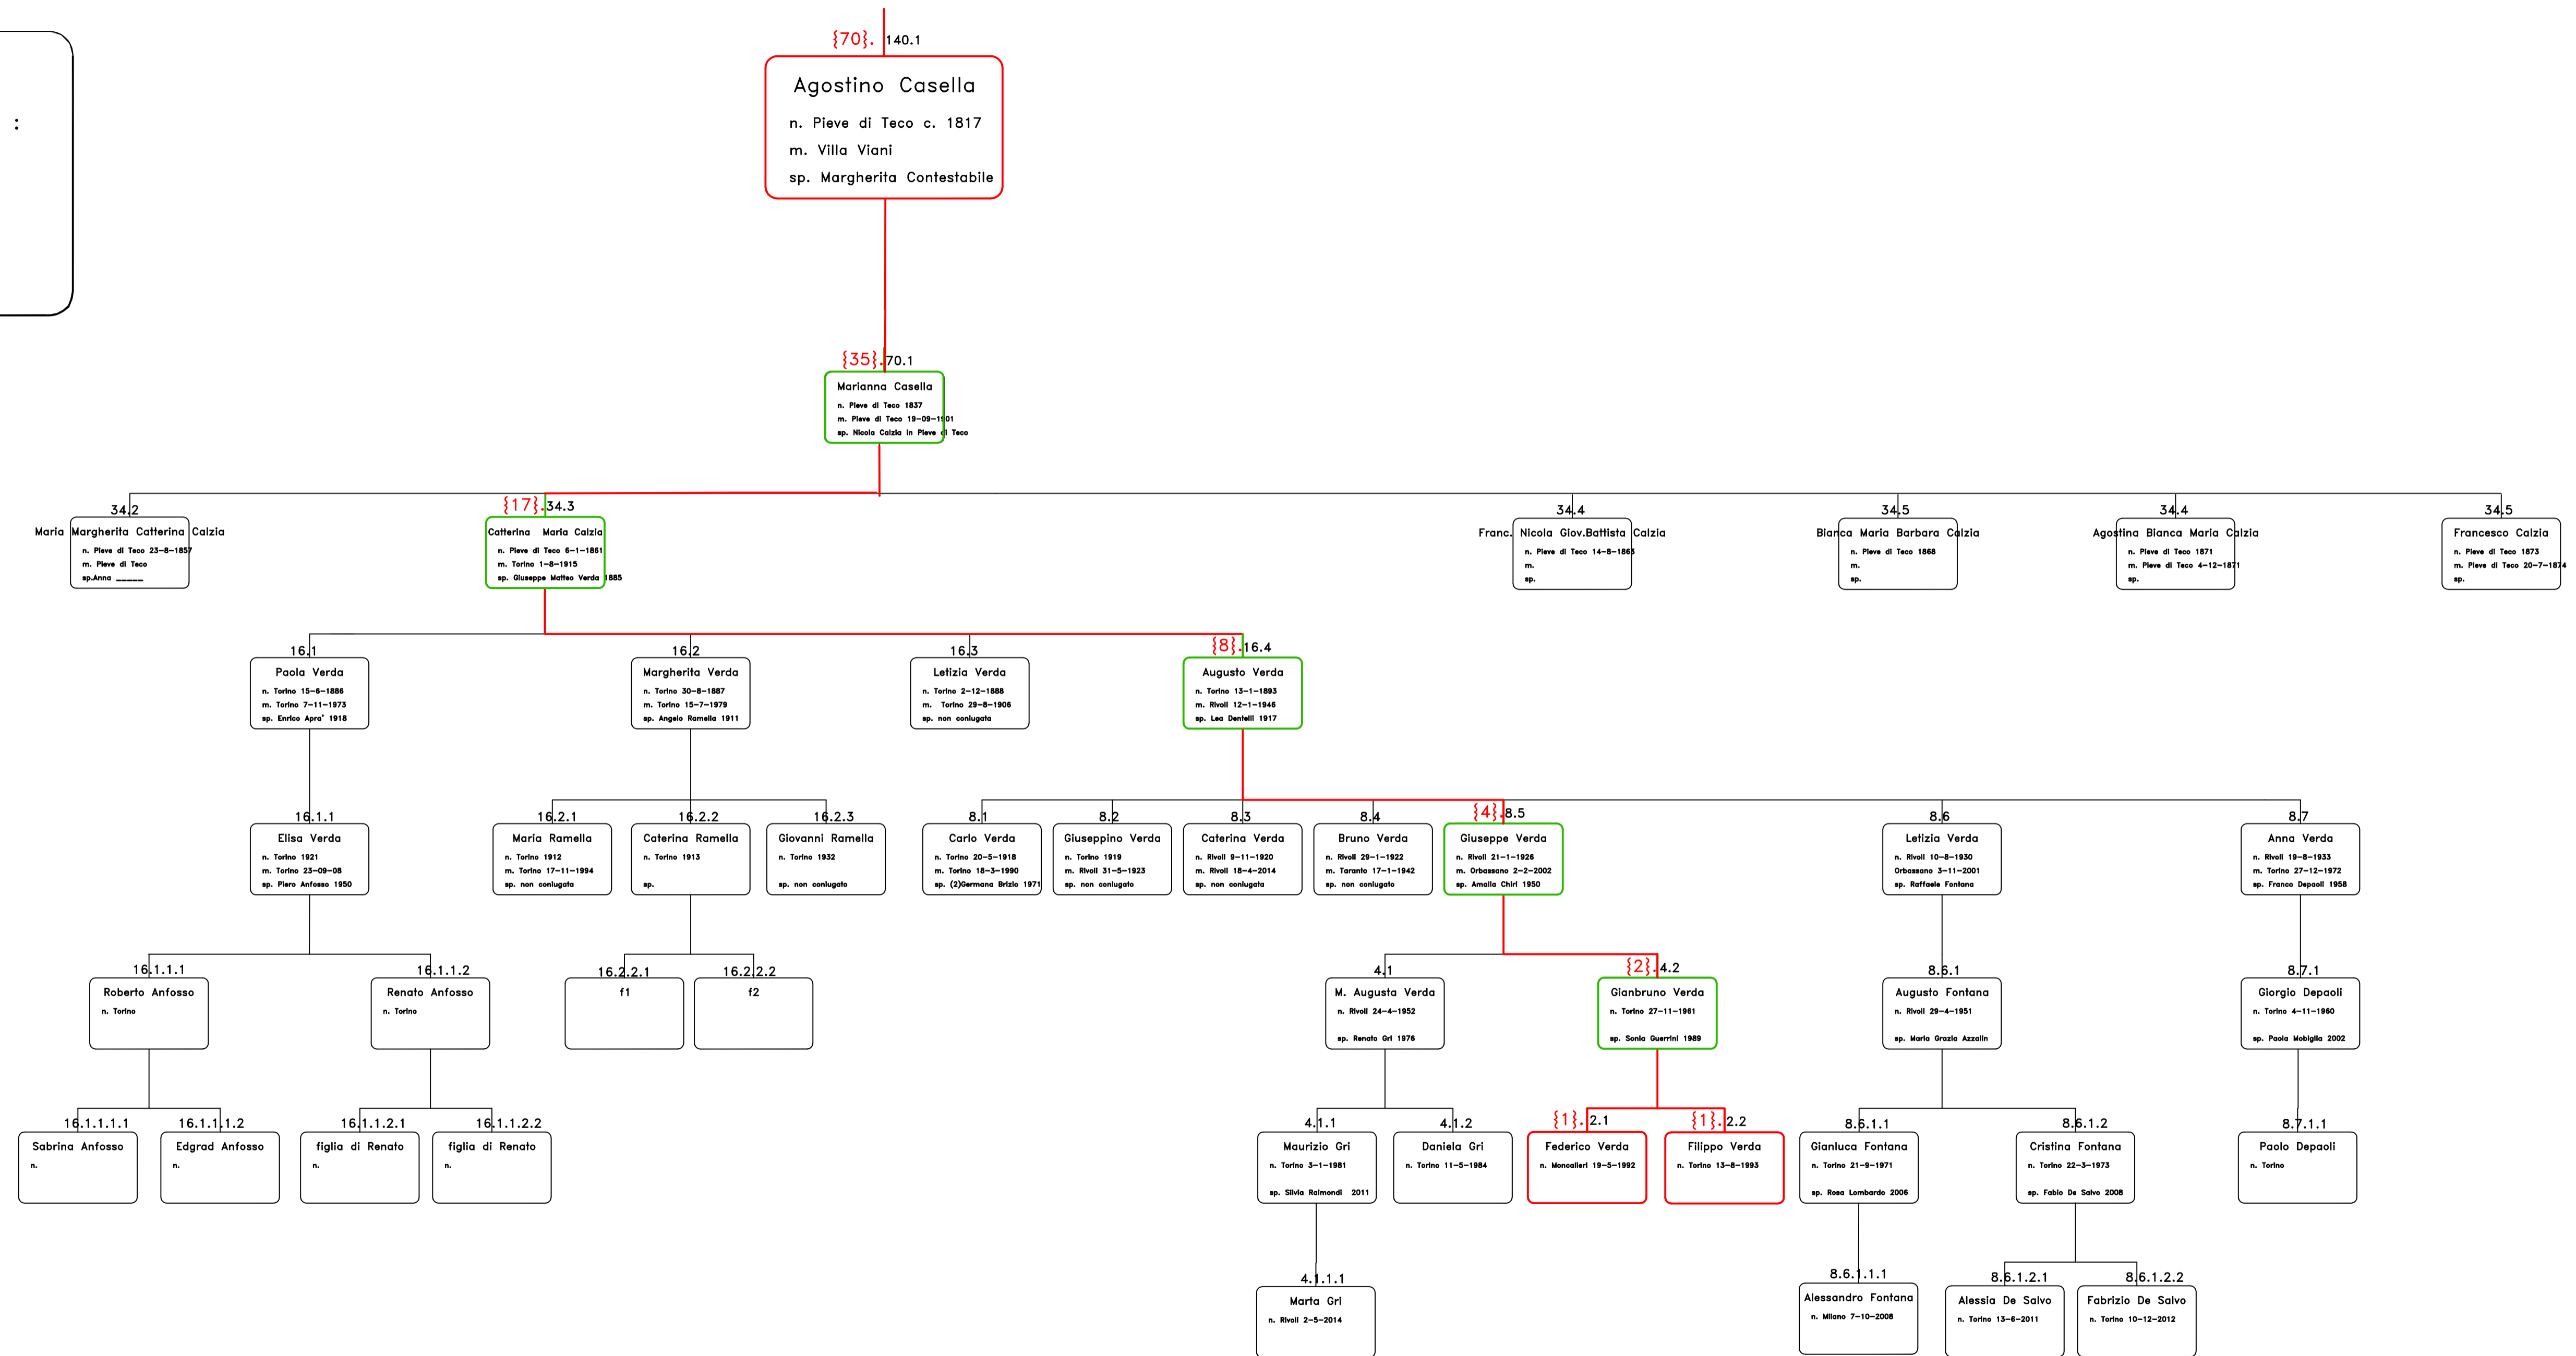 :
{70}. 140.1
Agostino Casella
n. Pieve di Teco c. 1817
m. Villa Viani
sp. Margherita Contestabile
{35}.70.1
Marianna Casella
n. Pieve di Teco 1837
m. Pieve di Teco 19-09-1901
sp. Nicola Calzia in Pieve di Teco
34.2
Maria Margherita Catterina Calzia
n. Pieve di Teco 23-8-1857
m. Pieve di Teco
sp.Anna _____
{17}.34.3
Catterina Maria Calzia
n. Pieve di Teco 6-1-1861
m. Torino 1-8-1915
sp. Giuseppe Matteo Verda 1885
34.4
Franc. Nicola Giov.Battista Calzia
n. Pieve di Teco 14-8-1865
m.
sp.
34.5
Bianca Maria Barbara Calzia
n. Pieve di Teco 1868
m.
sp.
34.4
Agostina Bianca Maria Calzia
n. Pieve di Teco 1871
m. Pieve di Teco 4-12-1871
sp.
34.5
Francesco Calzia
n. Pieve di Teco 1873
m. Pieve di Teco 20-7-1874
sp.
16.1
Paola Verda
n. Torino 15-6-1886
m. Torino 7-11-1973
sp. Enrico Apra' 1918
16.2
Margherita Verda
n. Torino 30-8-1887
m. Torino 15-7-1979
sp. Angelo Ramella 1911
16.3
Letizia Verda
n. Torino 2-12-1888
m. Torino 29-8-1906
sp. non coniugata
{8}.16.4
Augusto Verda
n. Torino 13-1-1893
m. Rivoli 12-1-1946
sp. Lea Dentelli 1917
16.1.1
Elisa Verda
n. Torino 1921
m. Torino 23-09-08
sp. Piero Anfosso 1950
16.2.1
Maria Ramella
n. Torino 1912
m. Torino 17-11-1994
sp. non coniugata
16.2.2
Caterina Ramella
n. Torino 1913
sp.
16.2.3
Giovanni Ramella
n. Torino 1932
sp. non coniugato
8.1
Carlo Verda
n. Torino 20-5-1918
m. Torino 18-3-1990
sp. (2)Germana Brizio 1971
8.2
Giuseppino Verda
n. Torino 1919
m. Rivoli 31-5-1923
sp. non coniugato
8.3
Caterina Verda
n. Rivoli 9-11-1920
m. Rivoli 18-4-2014
sp. non coniugata
8.4
Bruno Verda
n. Rivoli 29-1-1922
m. Taranto 17-1-1942
sp. non coniugato
{4}.8.5
Giuseppe Verda
n. Rivoli 21-1-1926
m. Orbassano 2-2-2002
sp. Amalia Chiri 1950
8.6
Letizia Verda
n. Rivoli 10-8-1930
Orbassano 3-11-2001
sp. Raffaele Fontana
8.7
Anna Verda
n. Rivoli 19-8-1933
m. Torino 27-12-1972
sp. Franco Depaoli 1958
16.1.1.1
Roberto Anfosso
n. Torino
16.1.1.2
Renato Anfosso
n. Torino
16.2.2.1
f1
16.2.2.2
f2
4.1
M. Augusta Verda
n. Rivoli 24-4-1952
sp. Renato Gri 1976
{2}.4.2
Gianbruno Verda
n. Torino 27-11-1961
sp. Sonia Guerrini 1989
8.6.1
Augusto Fontana
n. Rivoli 29-4-1951
sp. Maria Grazia Azzalin
8.7.1
Giorgio Depaoli
n. Torino 4-11-1960
sp. Paola Mobiglia 2002
16.1.1.1.1
Sabrina Anfosso
n.
16.1.1.1.2
Edgrad Anfosso
n.
16.1.1.2.1
figlia di Renato
n.
16.1.1.2.2
figlia di Renato
n.
4.1.1
Maurizio Gri
n. Torino 3-1-1981
sp. Silvia Raimondi 2011
4.1.2
Daniela Gri
n. Torino 11-5-1984
{1}.2.1
Federico Verda
n. Moncalieri 19-5-1992
{1}.2.2
Filippo Verda
n. Torino 13-8-1993
8.6.1.1
Gianluca Fontana
n. Torino 21-9-1971
sp. Rosa Lombardo 2006
8.6.1.2
Cristina Fontana
n. Torino 22-3-1973
sp. Fabio De Salvo 2008
8.7.1.1
Paolo Depaoli
n. Torino
4.1.1.1
Marta Gri
n. Rivoli 2-5-2014
8.6.1.1.1
Alessandro Fontana
n. Milano 7-10-2008
8.6.1.2.1
Alessia De Salvo
n. Torino 13-6-2011
8.6.1.2.2
Fabrizio De Salvo
n. Torino 10-12-2012